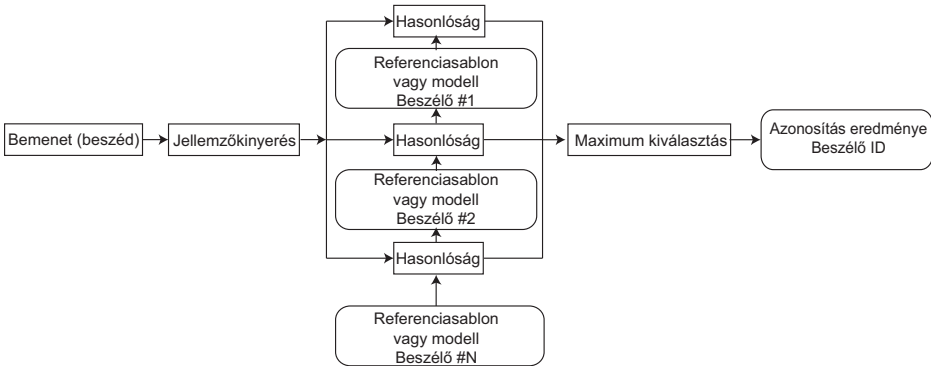 Bemenet (beszéd)
Jellemzőkinyerés
Hasonlóság
Referenciasablon
vagy modell
Beszélő #1
Hasonlóság
Referenciasablon
vagy modell
Beszélő #2
Hasonlóság
Referenciasablon
vagy modell
Beszélő #N
Maximum kiválasztás
Azonosítás eredménye
Beszélő ID